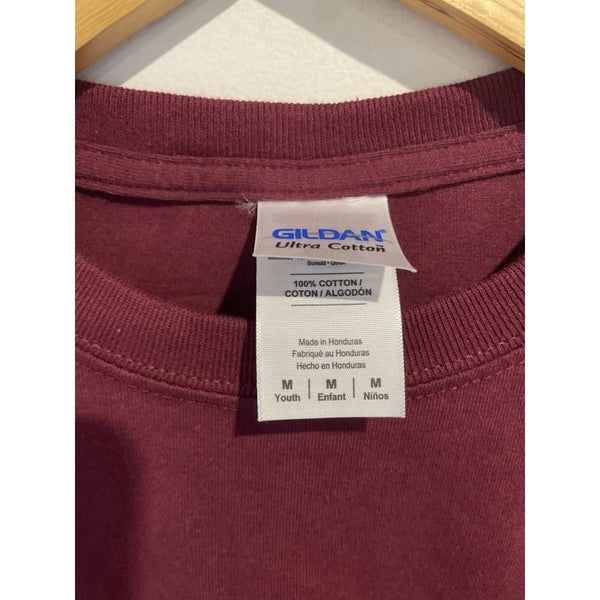 GILDAN
Ultra Cotton
TM
100% COTTON /
COTON / ALGODÓN
Made in Honduras
Fabriqué au Honduras
Hecho en Honduras
M | M | M
Youth | Enfant | Niños